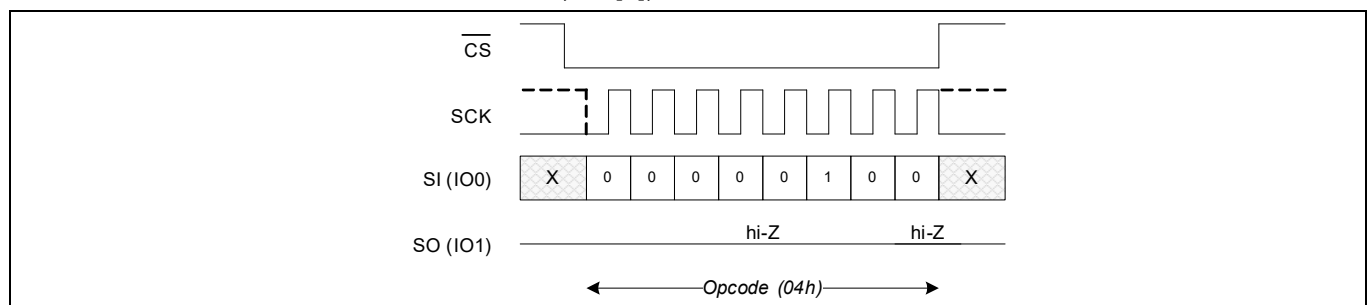 CS
SCK
SI (IO0) X 0 0 0 0 0 1 0 0 X
hi-Z hi-Z
SO (IO1)
Opcode (04h)